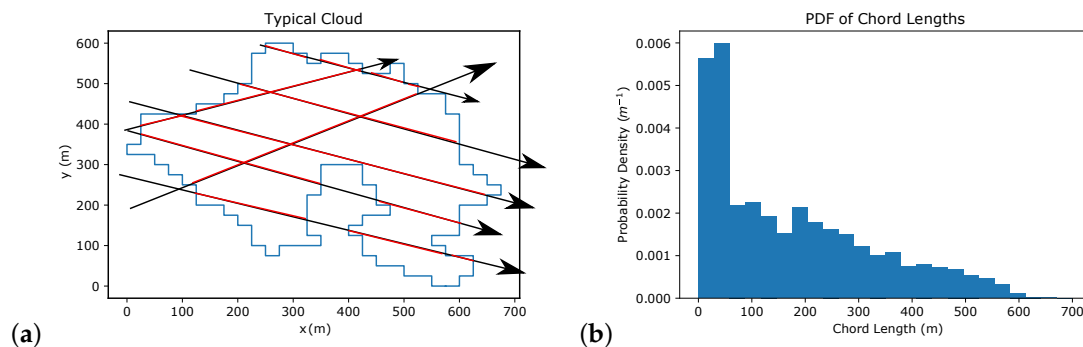 Typical Cloud
600
500
400
300
200
100
0
y (m)
0 100 200 300 400 500 600 700
x(m)
(a)
PDF of Chord Lengths
0.006
0.005
0.004
0.003
0.002
0.001
0.000
Probability Density (m⁻¹)
0 100 200 300 400 500 600 700
Chord Length (m)
(b)